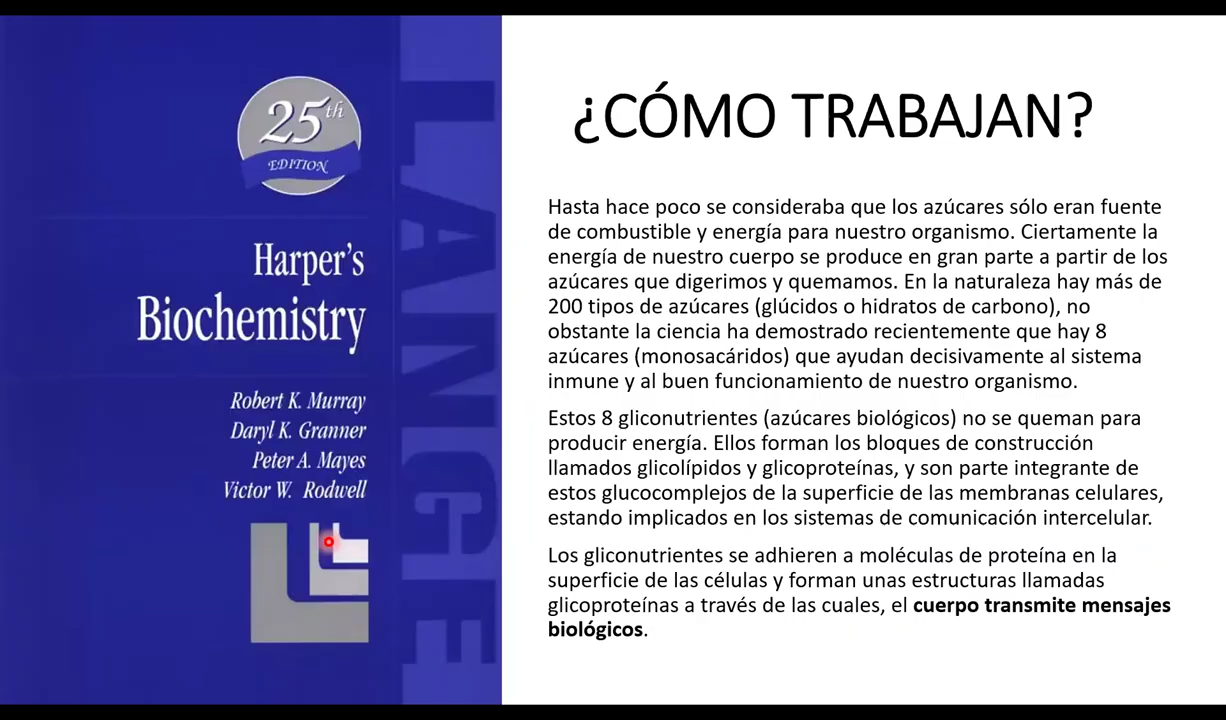 25th
EDITION
LANGE
Harper's
Biochemistry
Robert K. Murray
Daryl K. Granner
Peter A. Mayes
Victor W. Rodwell
¿CÓMO TRABAJAN?
Hasta hace poco se consideraba que los azúcares sólo eran fuente
de combustible y energía para nuestro organismo. Ciertamente la
energía de nuestro cuerpo se produce en gran parte a partir de los
azúcares que digerimos y quemamos. En la naturaleza hay más de
200 tipos de azúcares (glúcidos o hidratos de carbono), no
obstante la ciencia ha demostrado recientemente que hay 8
azúcares (monosacáridos) que ayudan decisivamente al sistema
inmune y al buen funcionamiento de nuestro organismo.
Estos 8 gliconutrientes (azúcares biológicos) no se queman para
producir energía. Ellos forman los bloques de construcción
llamados glicolípidos y glicoproteínas, y son parte integrante de
estos glucocomplejos de la superficie de las membranas celulares,
estando implicados en los sistemas de comunicación intercelular.
Los gliconutrientes se adhieren a moléculas de proteína en la
superficie de las células y forman unas estructuras llamadas
glicoproteínas a través de las cuales, el cuerpo transmite mensajes
biológicos.